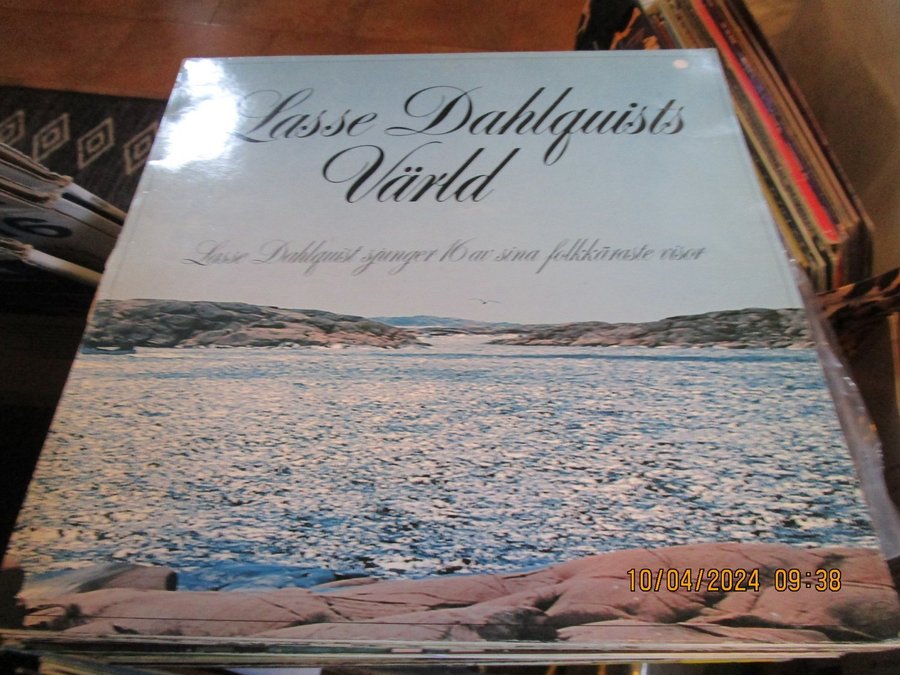 Lasse Dahlquists
Värld
Lasse Dahlquist sjunger 16 av sina folkkäraste visor
10/04/2024 09:38